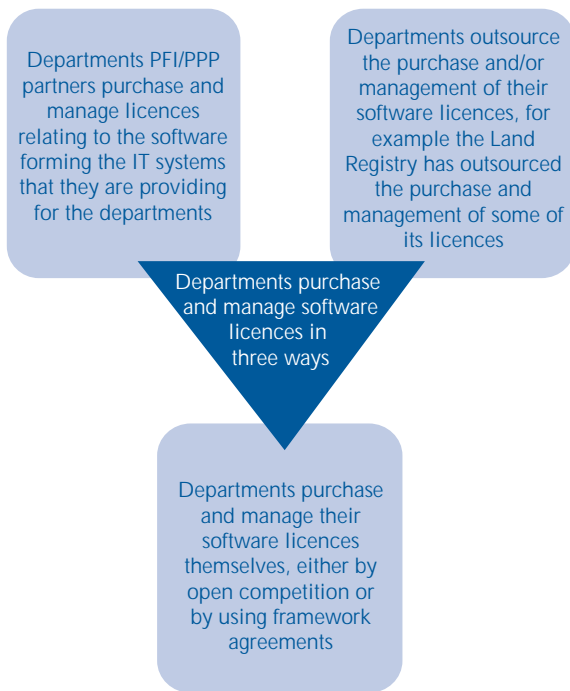 Departments PFI/PPP
partners purchase and
manage licences
relating to the software
forming the IT systems
that they are providing
for the departments
Departments outsource
the purchase and/or
management of their
software licences, for
example the Land
Registry has outsourced
the purchase and
management of some of
its licences
Departments purchase
and manage software
licences in
three ways
Departments purchase
and manage their
software licences
themselves, either by
open competition or
by using framework
agreements